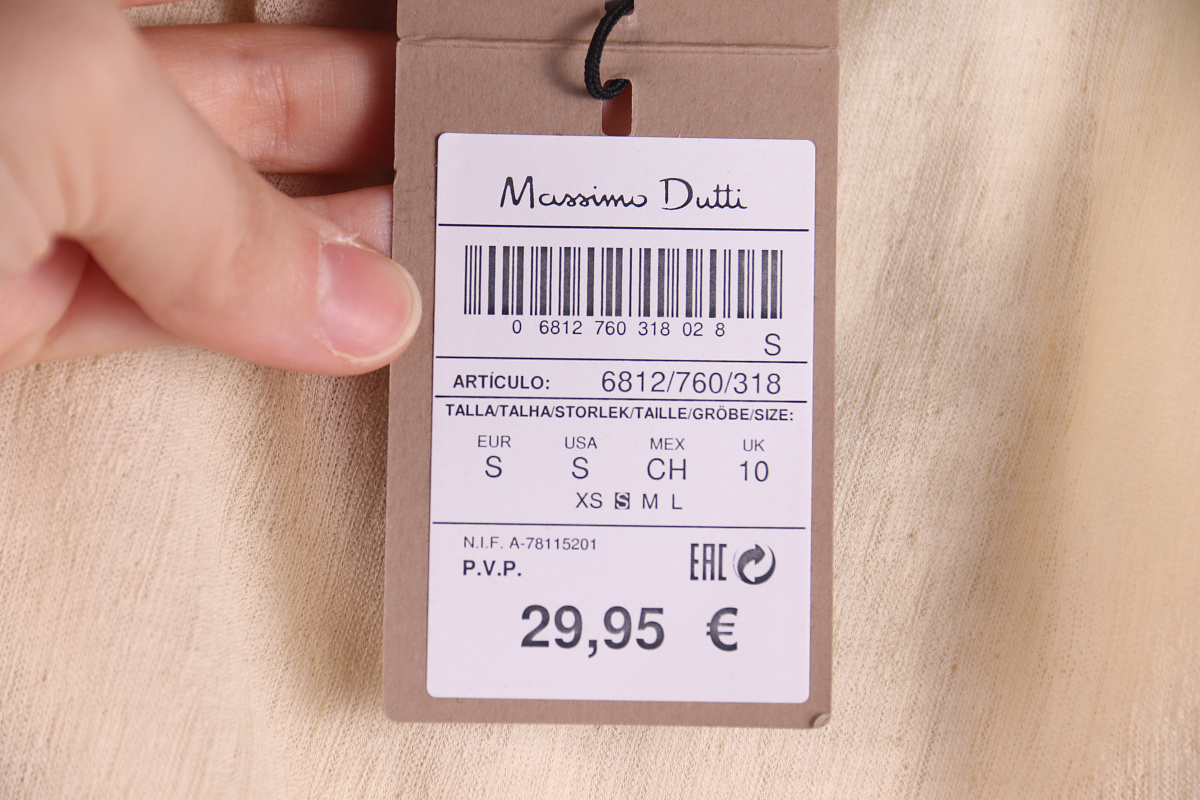 Massimo Dutti
0 6812 760 318 02 8
S
ARTÍCULO: 6812/760/318
TALLA/TALHA/STORLEK/TAILLE/GRÖBE/SIZE:
EUR USA MEX UK
S S CH 10
XS S M L
N.I.F. A-78115201
P.V.P.
EAC
29,95 €